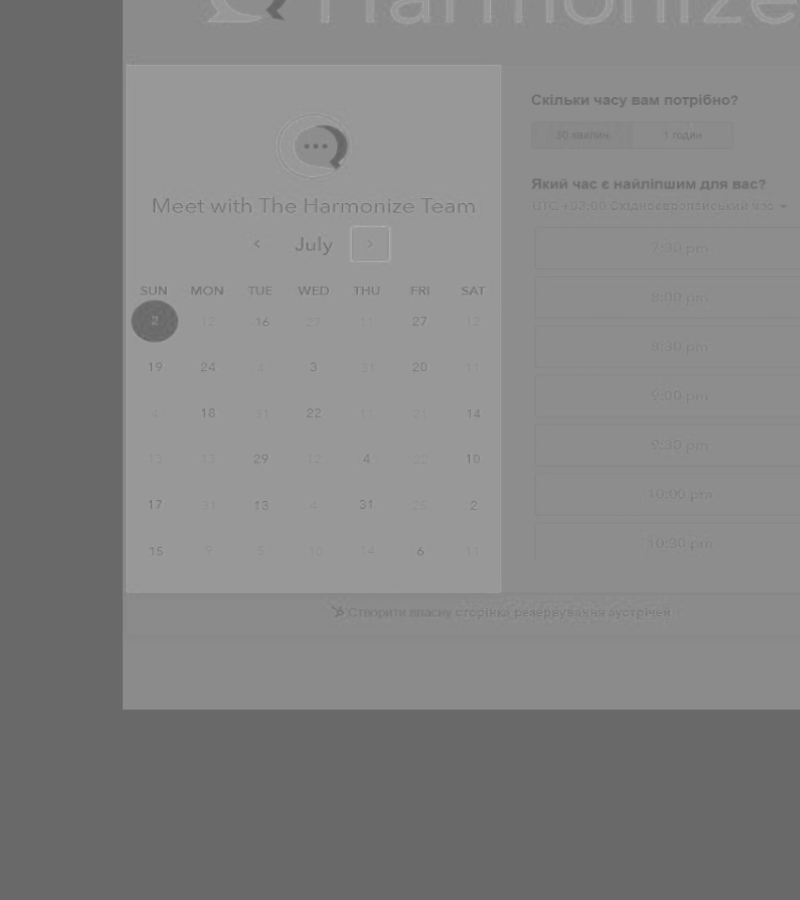 Harmonize
Meet with The Harmonize Team
July
SUN MON TUE WED THU FRI SAT
2 12 16 27 11 27 12
19 24 4 3 31 20 11
4 18 31 22 11 21 14
13 13 29 12 4 22 10
17 31 13 4 31 25 2
15 9 5 10 14 6 11
Скільки часу вам потрібно?
30 хвилин 1 годин
Який час є найліпшим для вас?
UTC +03:00 Східноєвропейський час
7:30 pm
8:00 pm
8:30 pm
9:00 pm
9:30 pm
10:00 pm
10:30 pm
Створити власну сторінку резервування зустрічей